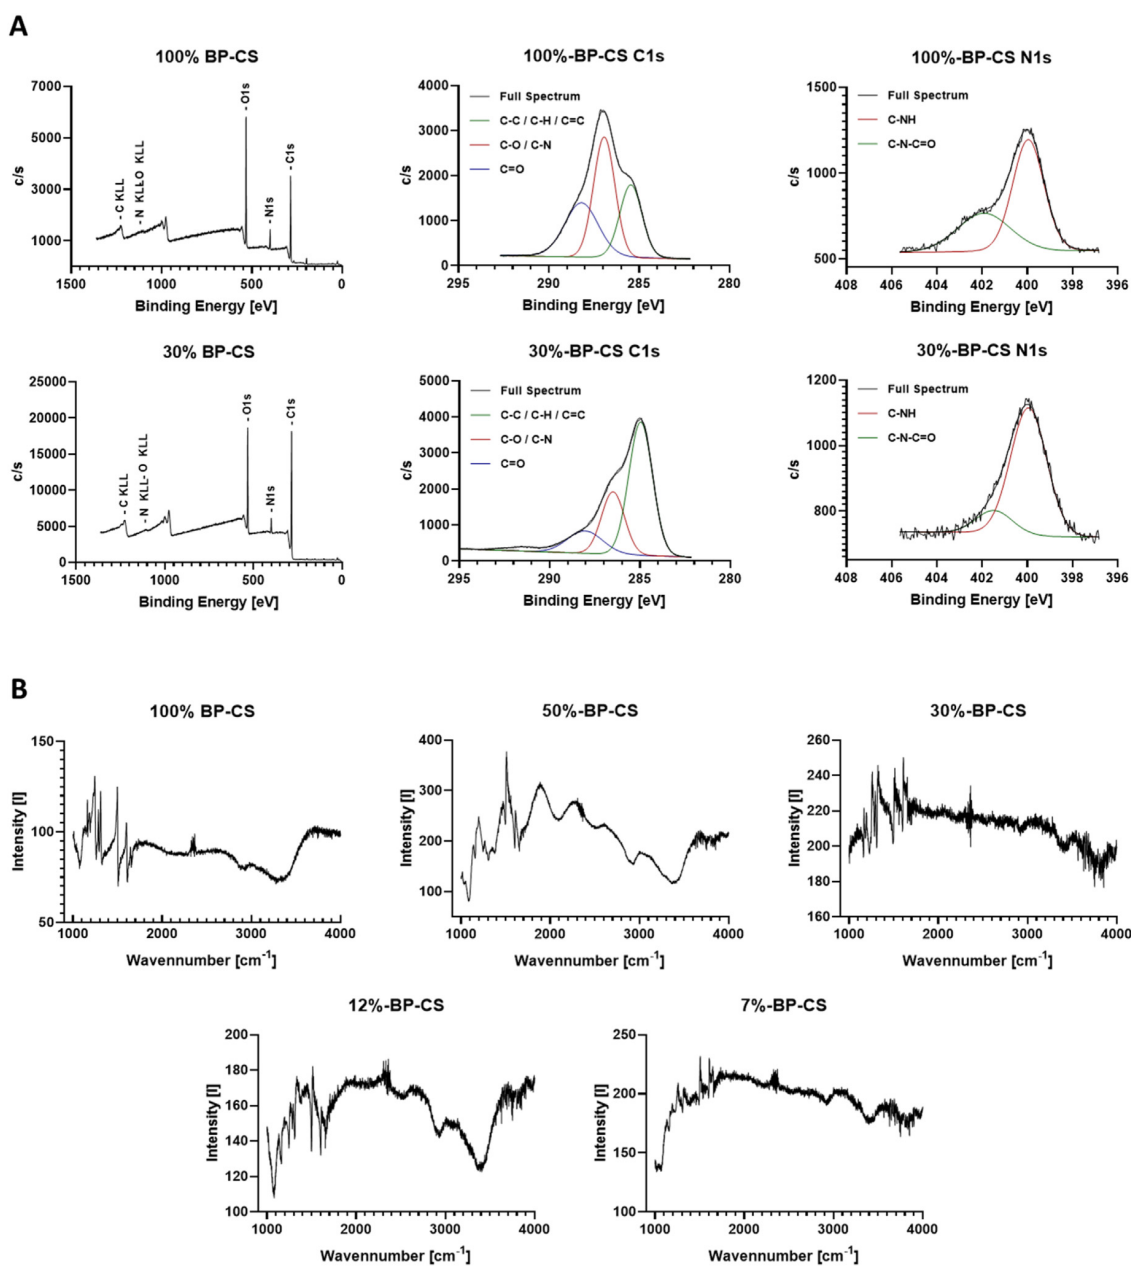 A
100% BP-CS
7000
5000
3000
1000
1500
1000
500
0
c/s
Binding Energy [eV]
- C KLL
- N KLLO KLL
- O1s
- N1s
- C1s
100%-BP-CS C1s
4000
3000
2000
1000
0
295
290
285
280
c/s
Binding Energy [eV]
Full Spectrum
C-C / C-H / C=C
C-O / C-N
C=O
100%-BP-CS N1s
1500
1000
500
408
406
404
402
400
398
396
c/s
Binding Energy [eV]
Full Spectrum
C-NH
C-N-C=O
30% BP-CS
25000
20000
15000
10000
5000
0
1500
1000
500
0
c/s
Binding Energy [eV]
- C KLL
- N KLL- O KLL
- O1s
- N1s
- C1s
30%-BP-CS C1s
5000
4000
3000
2000
1000
0
295
290
285
280
c/s
Binding Energy [eV]
Full Spectrum
C-C / C-H / C=C
C-O / C-N
C=O
30%-BP-CS N1s
1200
1000
800
408
406
404
402
400
398
396
c/s
Binding Energy [eV]
Full Spectrum
C-NH
C-N-C=O
B
100% BP-CS
150
100
50
1000
2000
3000
4000
Intensity [I]
Wavennumber [cm⁻¹]
50%-BP-CS
400
300
200
100
1000
2000
3000
4000
Intensity [I]
Wavennumber [cm⁻¹]
30%-BP-CS
260
240
220
200
180
160
1000
2000
3000
4000
Intensity [I]
Wavennumber [cm⁻¹]
12%-BP-CS
200
180
160
140
120
100
1000
2000
3000
4000
Intensity [I]
Wavennumber [cm⁻¹]
7%-BP-CS
250
200
150
100
1000
2000
3000
4000
Intensity [I]
Wavennumber [cm⁻¹]